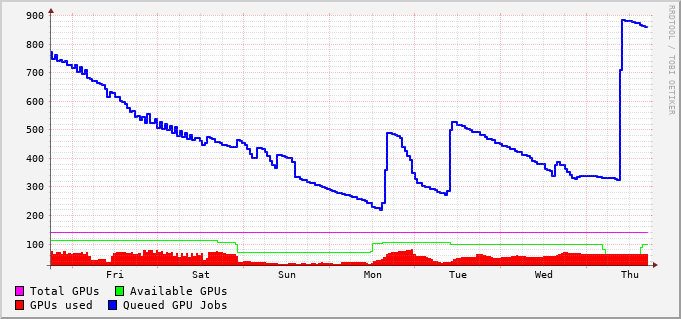 900
800
700
600
500
400
300
200
100
Fri Sat Sun Mon Tue Wed Thu
Total GPUs Available GPUs
GPUs used Queued GPU Jobs
RRDTOOL / TOBI OETIKER